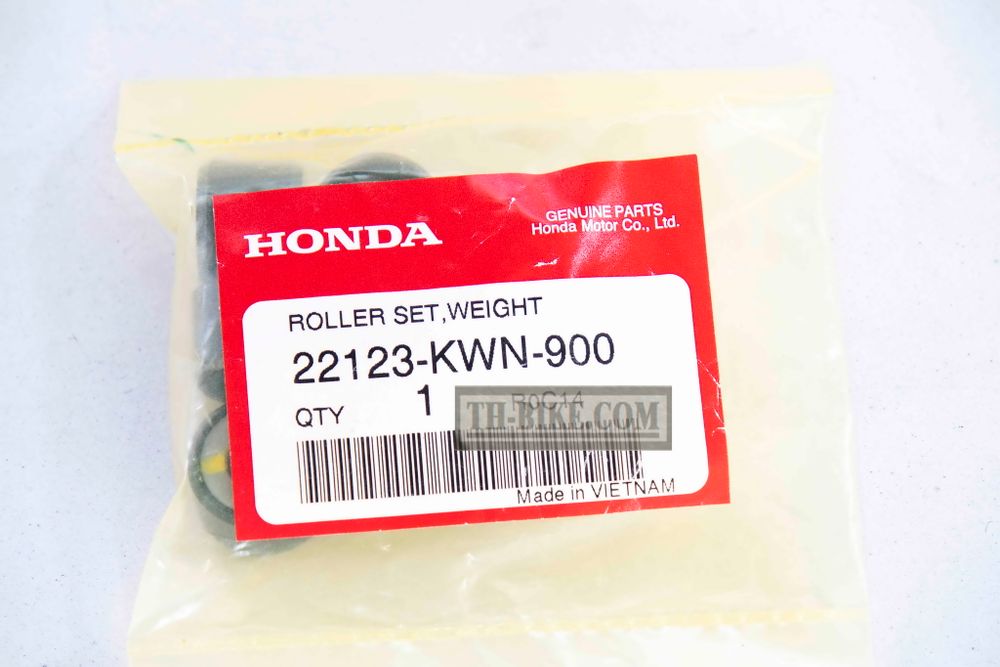 HONDA
GENUINE PARTS
Honda Motor Co., Ltd.
ROLLER SET,WEIGHT
22123-KWN-900
QTY 1 R0C14
TH-BIKE.COM
Made in VIETNAM